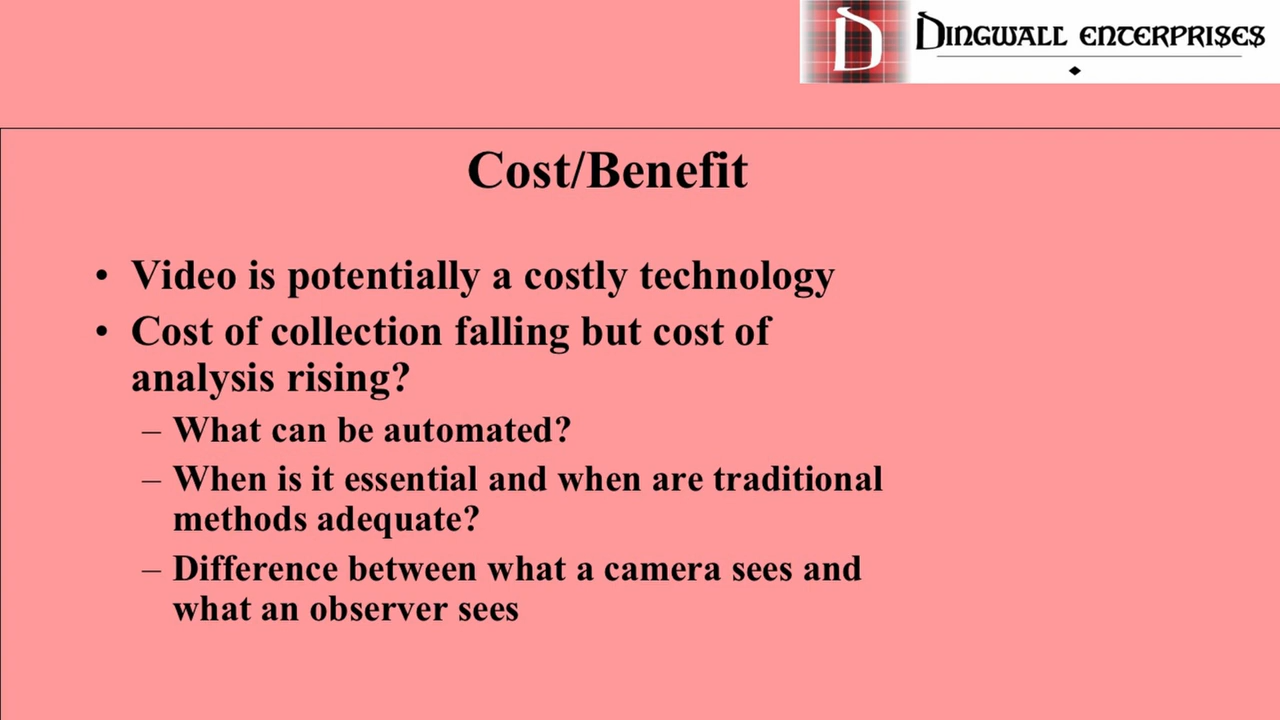 D DINGWALL ENTERPRISES
Cost/Benefit
• Video is potentially a costly technology
• Cost of collection falling but cost of
analysis rising?
– What can be automated?
– When is it essential and when are traditional
methods adequate?
– Difference between what a camera sees and
what an observer sees